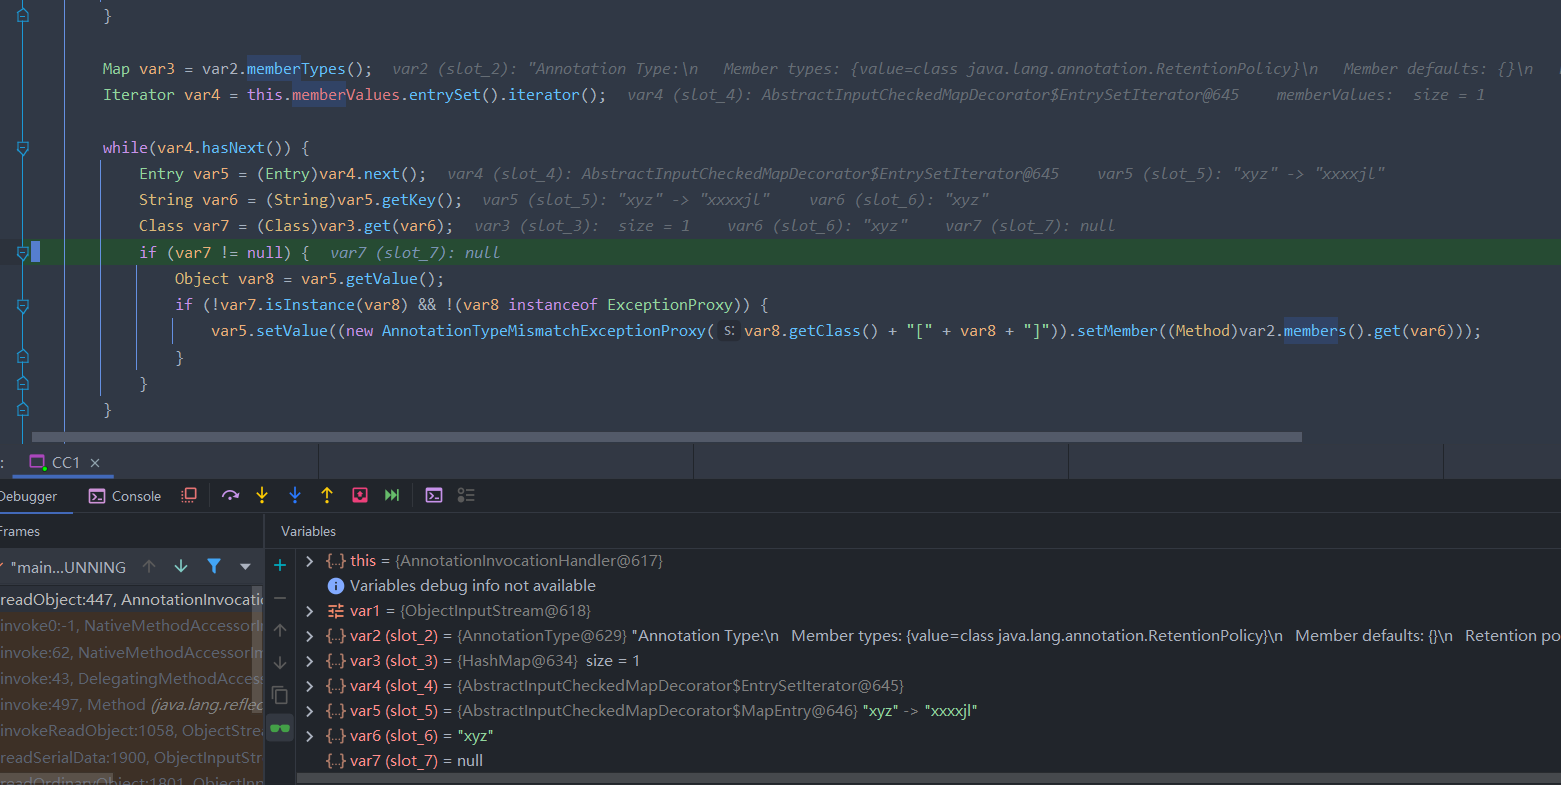 }
Map var3 = var2.memberTypes();  var2 (slot_2): "Annotation Type:\n   Member types: {value=class java.lang.annotation.RetentionPolicy}\n   Member defaults: {}\n
Iterator var4 = this.memberValues.entrySet().iterator();  var4 (slot_4): AbstractInputCheckedMapDecorator$EntrySetIterator@645    memberValues:  size = 1
while(var4.hasNext()) {
Entry var5 = (Entry)var4.next();  var4 (slot_4): AbstractInputCheckedMapDecorator$EntrySetIterator@645    var5 (slot_5): "xyz" -> "xxxxjl"
String var6 = (String)var5.getKey();  var5 (slot_5): "xyz" -> "xxxxjl"    var6 (slot_6): "xyz"
Class var7 = (Class)var3.get(var6);  var3 (slot_3):  size = 1    var6 (slot_6): "xyz"    var7 (slot_7): null
if (var7 != null) {  var7 (slot_7): null
Object var8 = var5.getValue();
if (!var7.isInstance(var8) && !(var8 instanceof ExceptionProxy)) {
var5.setValue((new AnnotationTypeMismatchExceptionProxy( s: var8.getClass() + "[" + var8 + "]")).setMember((Method)var2.members().get(var6)));
}
}
}
: CC1 ×
Debugger Console
Frames
Variables
"main...UNNING
this = {AnnotationInvocationHandler@617}
Variables debug info not available
readObject:447, AnnotationInvocati
var1 = {ObjectInputStream@618}
invoke0:-1, NativeMethodAccessorI
var2 (slot_2) = {AnnotationType@629} "Annotation Type:\n   Member types: {value=class java.lang.annotation.RetentionPolicy}\n   Member defaults: {}\n   Retention po
invoke:62, NativeMethodAccessorIm
var3 (slot_3) = {HashMap@634}  size = 1
invoke:43, DelegatingMethodAcces
var4 (slot_4) = {AbstractInputCheckedMapDecorator$EntrySetIterator@645}
invoke:497, Method (java.lang.reflec
var5 (slot_5) = {AbstractInputCheckedMapDecorator$MapEntry@646} "xyz" -> "xxxxjl"
invokeReadObject:1058, ObjectStrea
var6 (slot_6) = "xyz"
readSerialData:1900, ObjectInputStr
var7 (slot_7) = null
readOrdinaryObject:1801, ObjectInp